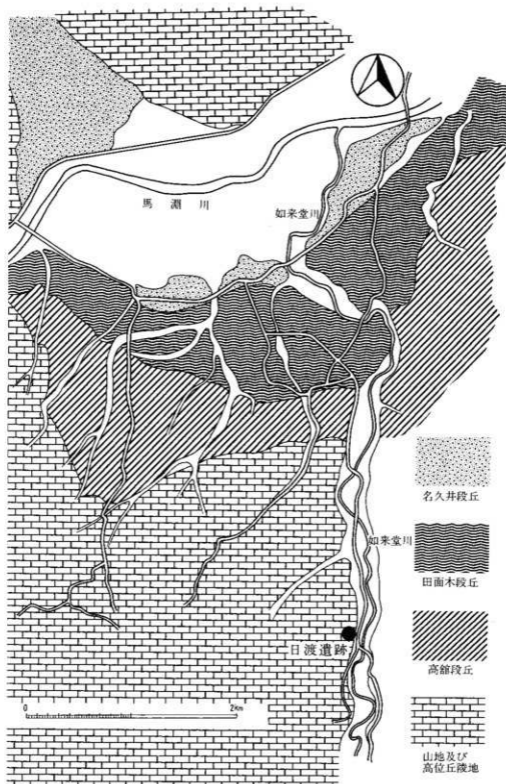 馬淵川
如来堂川
名久井段丘
如来堂川
田面木段丘
日渡遺跡
高舘段丘
0 2Km
山地及び
高位丘陵地